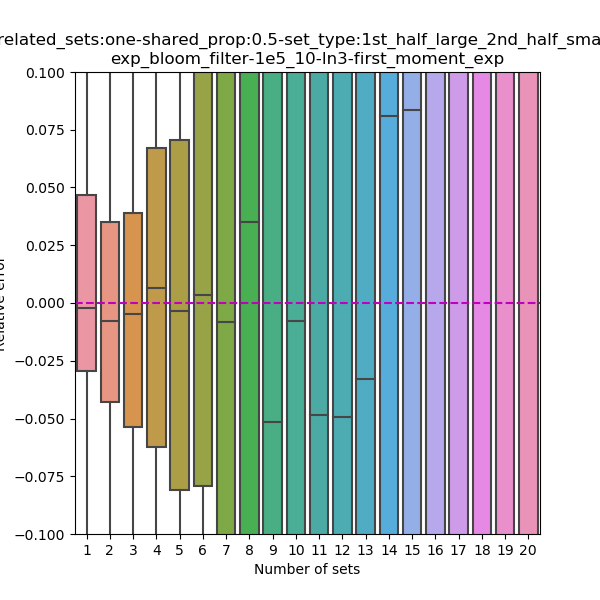 related_sets:one-shared_prop:0.5-set_type:1st_half_large_2nd_half_sma
exp_bloom_filter-1e5_10-ln3-first_moment_exp
Relative error
0.100
0.075
0.050
0.025
0.000
−0.025
−0.050
−0.075
−0.100
1 2 3 4 5 6 7 8 9 10 11 12 13 14 15 16 17 18 19 20
Number of sets